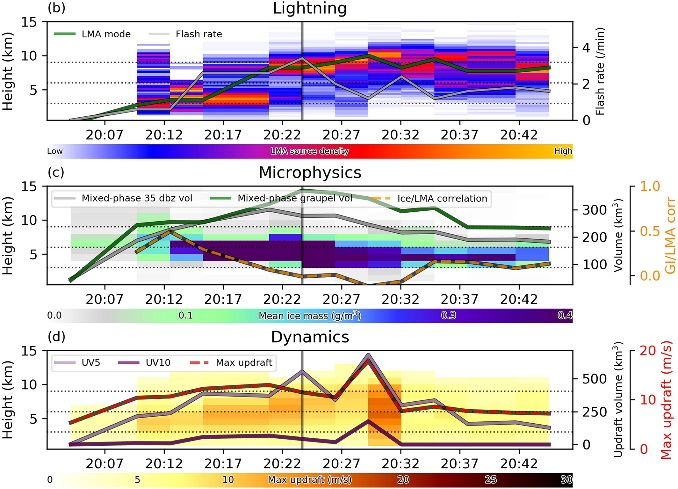 (b) Lightning
LMA mode Flash rate
Height (km)
15
10
5
Flash rate (/min)
4
2
0
20:07 20:12 20:17 20:22 20:27 20:32 20:37 20:42
Low LMA source density High
(c) Microphysics
Mixed-phase 35 dbz vol Mixed-phase graupel vol Ice/LMA correlation
Height (km)
15
10
5
Volume (km³)
300
200
100
GI/LMA corr
1.0
0.5
0.0
20:07 20:12 20:17 20:22 20:27 20:32 20:37 20:42
0.0 0.1 Mean ice mass (g/m³) 0.3 0.4
(d) Dynamics
UV5 UV10 Max updraft
Height (km)
15
10
5
Updraft volume (km³)
500
250
0
Max updraft (m/s)
20
10
0
20:07 20:12 20:17 20:22 20:27 20:32 20:37 20:42
0 5 10 Max updraft (m/s) 20 25 30